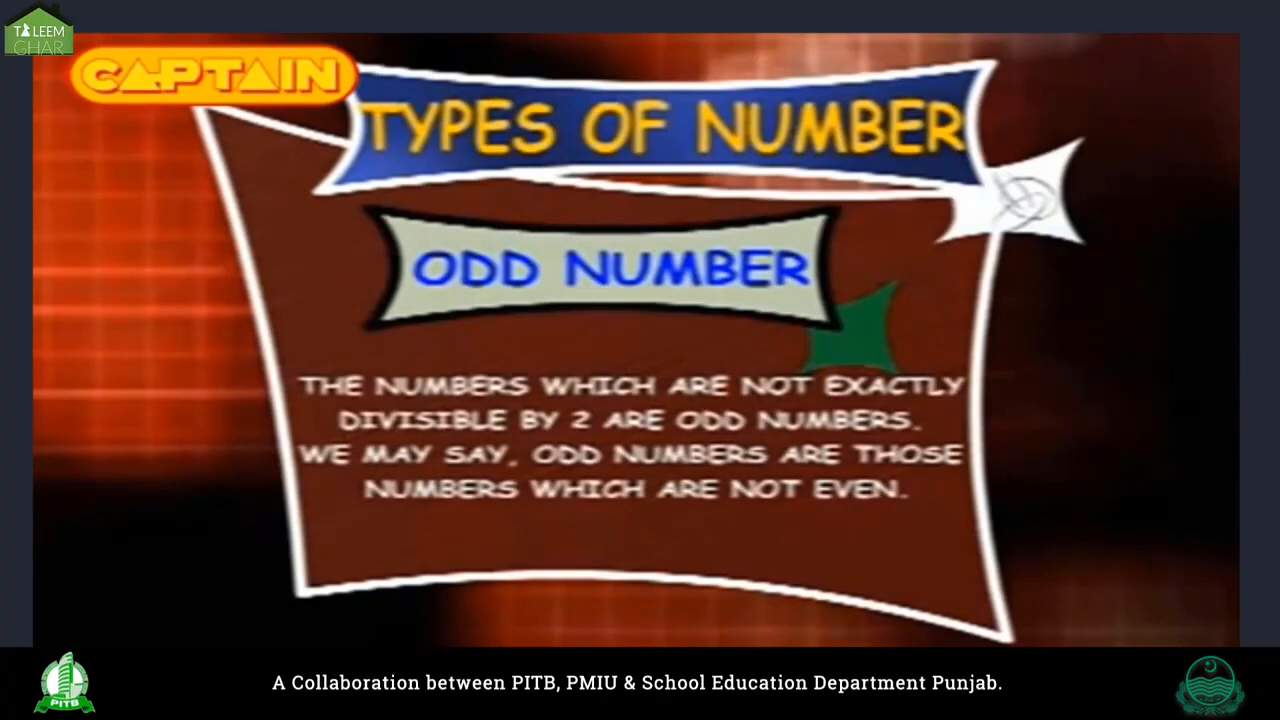 TALEEM
GHAR
CAPTAIN
TYPES OF NUMBER
ODD NUMBER
THE NUMBERS WHICH ARE NOT EXACTLY
DIVISIBLE BY 2 ARE ODD NUMBERS.
WE MAY SAY, ODD NUMBERS ARE THOSE
NUMBERS WHICH ARE NOT EVEN.
PITB
A Collaboration between PITB, PMIU & School Education Department Punjab.